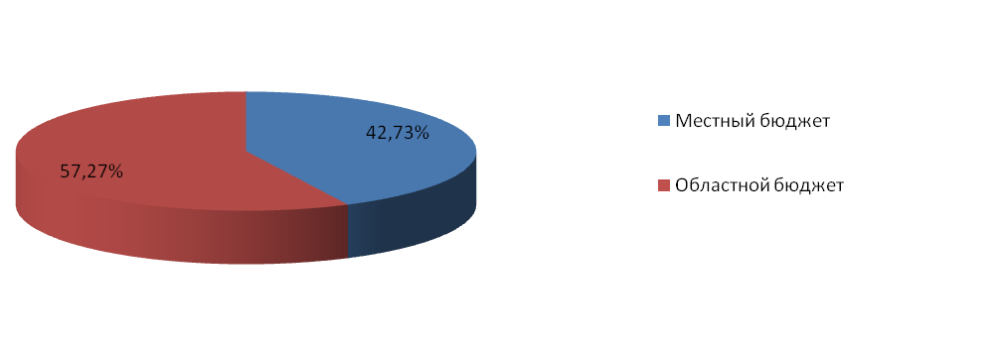 Местный бюджет
42,73%
57,27%
Областной бюджет